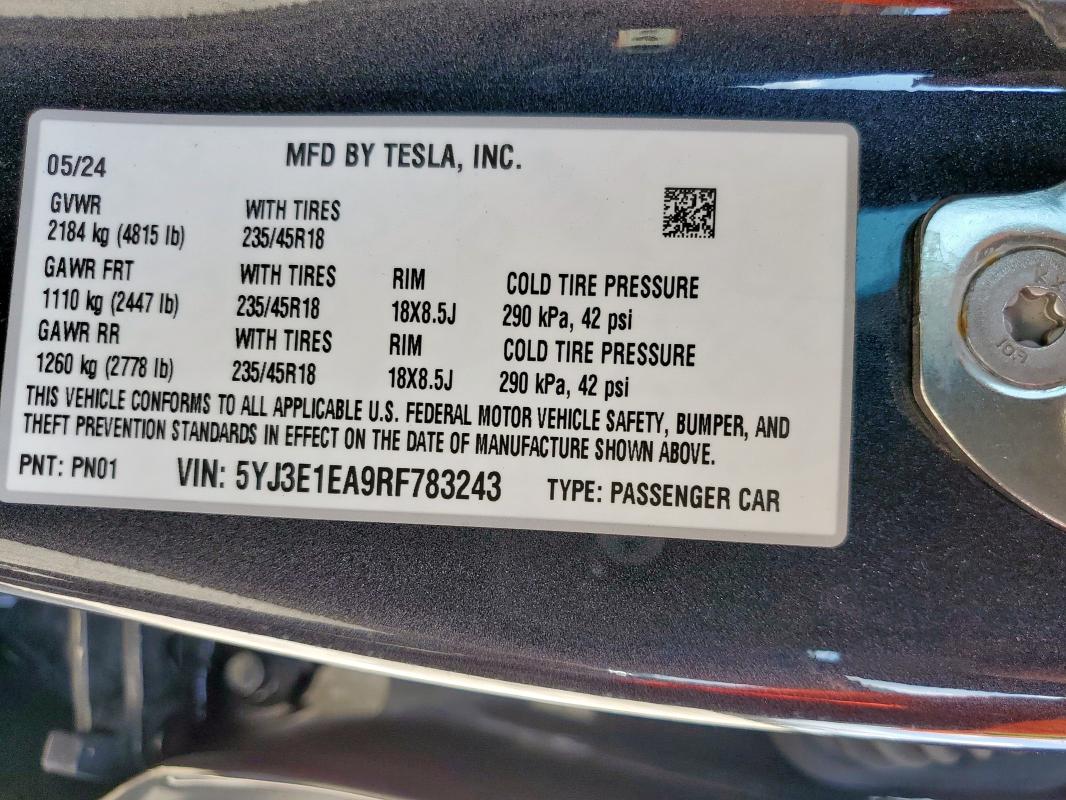 05/24 MFD BY TESLA, INC.
GVWR WITH TIRES
2184 kg (4815 lb) 235/45R18
GAWR FRT WITH TIRES RIM COLD TIRE PRESSURE
1110 kg (2447 lb) 235/45R18 18X8.5J 290 kPa, 42 psi
GAWR RR WITH TIRES RIM COLD TIRE PRESSURE
1260 kg (2778 lb) 235/45R18 18X8.5J 290 kPa, 42 psi
THIS VEHICLE CONFORMS TO ALL APPLICABLE U.S. FEDERAL MOTOR VEHICLE SAFETY, BUMPER, AND
THEFT PREVENTION STANDARDS IN EFFECT ON THE DATE OF MANUFACTURE SHOWN ABOVE.
PNT: PN01 VIN: 5YJ3E1EA9RF783243 TYPE: PASSENGER CAR